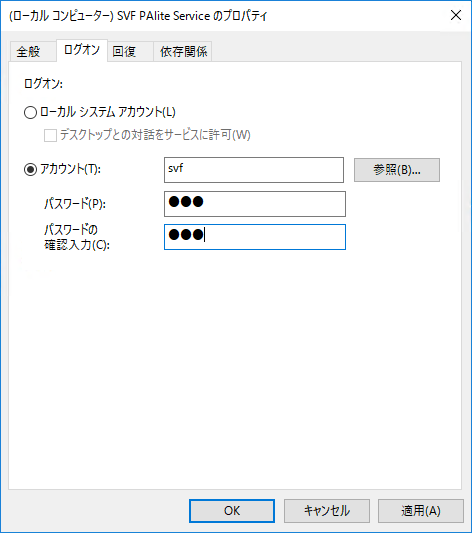 (ローカル コンピューター) SVF PAlite Service のプロパティ
全般 ログオン 回復 依存関係
ログオン:
ローカル システム アカウント(L)
デスクトップとの対話をサービスに許可(W)
アカウント(T): svf 参照(B)...
パスワード(P): ●●●
パスワードの
確認入力(C): ●●●
OK キャンセル 適用(A)